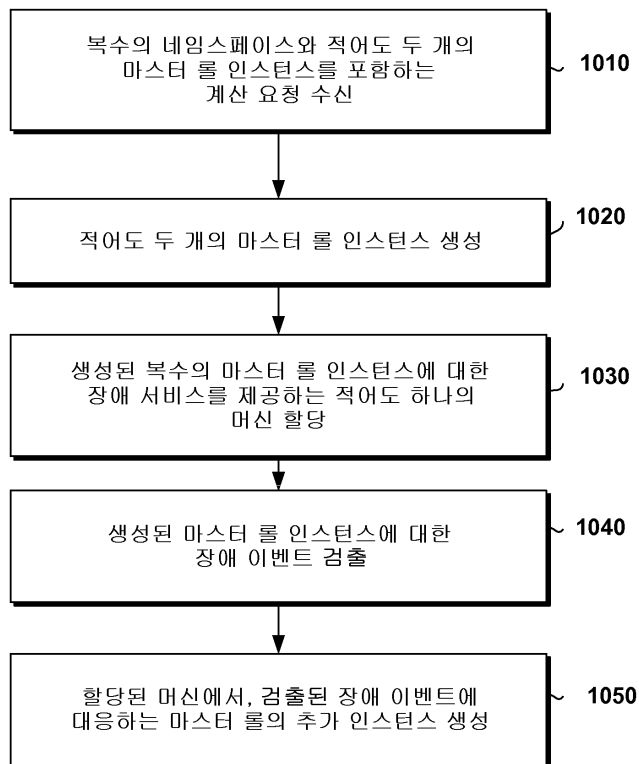 복수의 네임스페이스와 적어도 두 개의
마스터 롤 인스턴스를 포함하는
계산 요청 수신
1010
적어도 두 개의 마스터 롤 인스턴스 생성
1020
생성된 복수의 마스터 롤 인스턴스에 대한
장애 서비스를 제공하는 적어도 하나의
머신 할당
1030
생성된 마스터 롤 인스턴스에 대한
장애 이벤트 검출
1040
할당된 머신에서, 검출된 장애 이벤트에
대응하는 마스터 롤의 추가 인스턴스 생성
1050